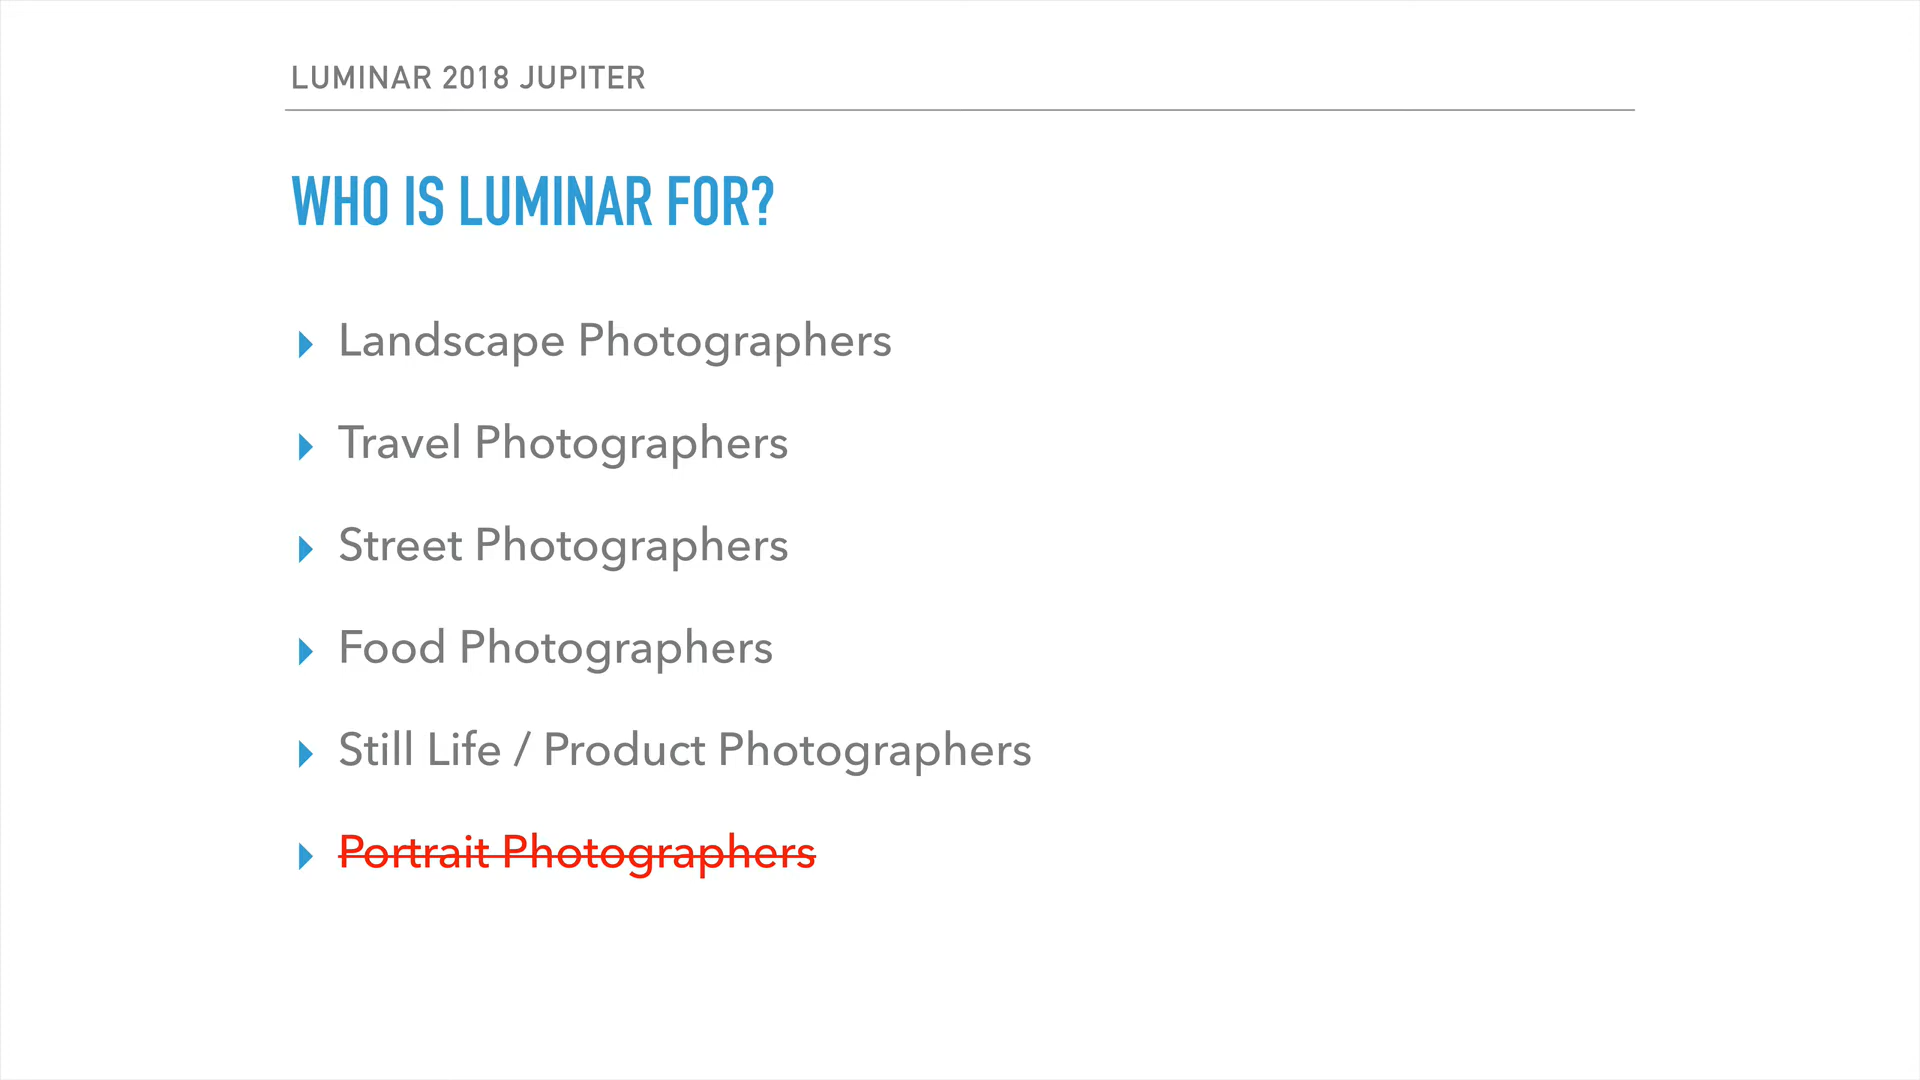 LUMINAR 2018 JUPITER
WHO IS LUMINAR FOR?
Landscape Photographers
Travel Photographers
Street Photographers
Food Photographers
Still Life / Product Photographers
Portrait Photographers